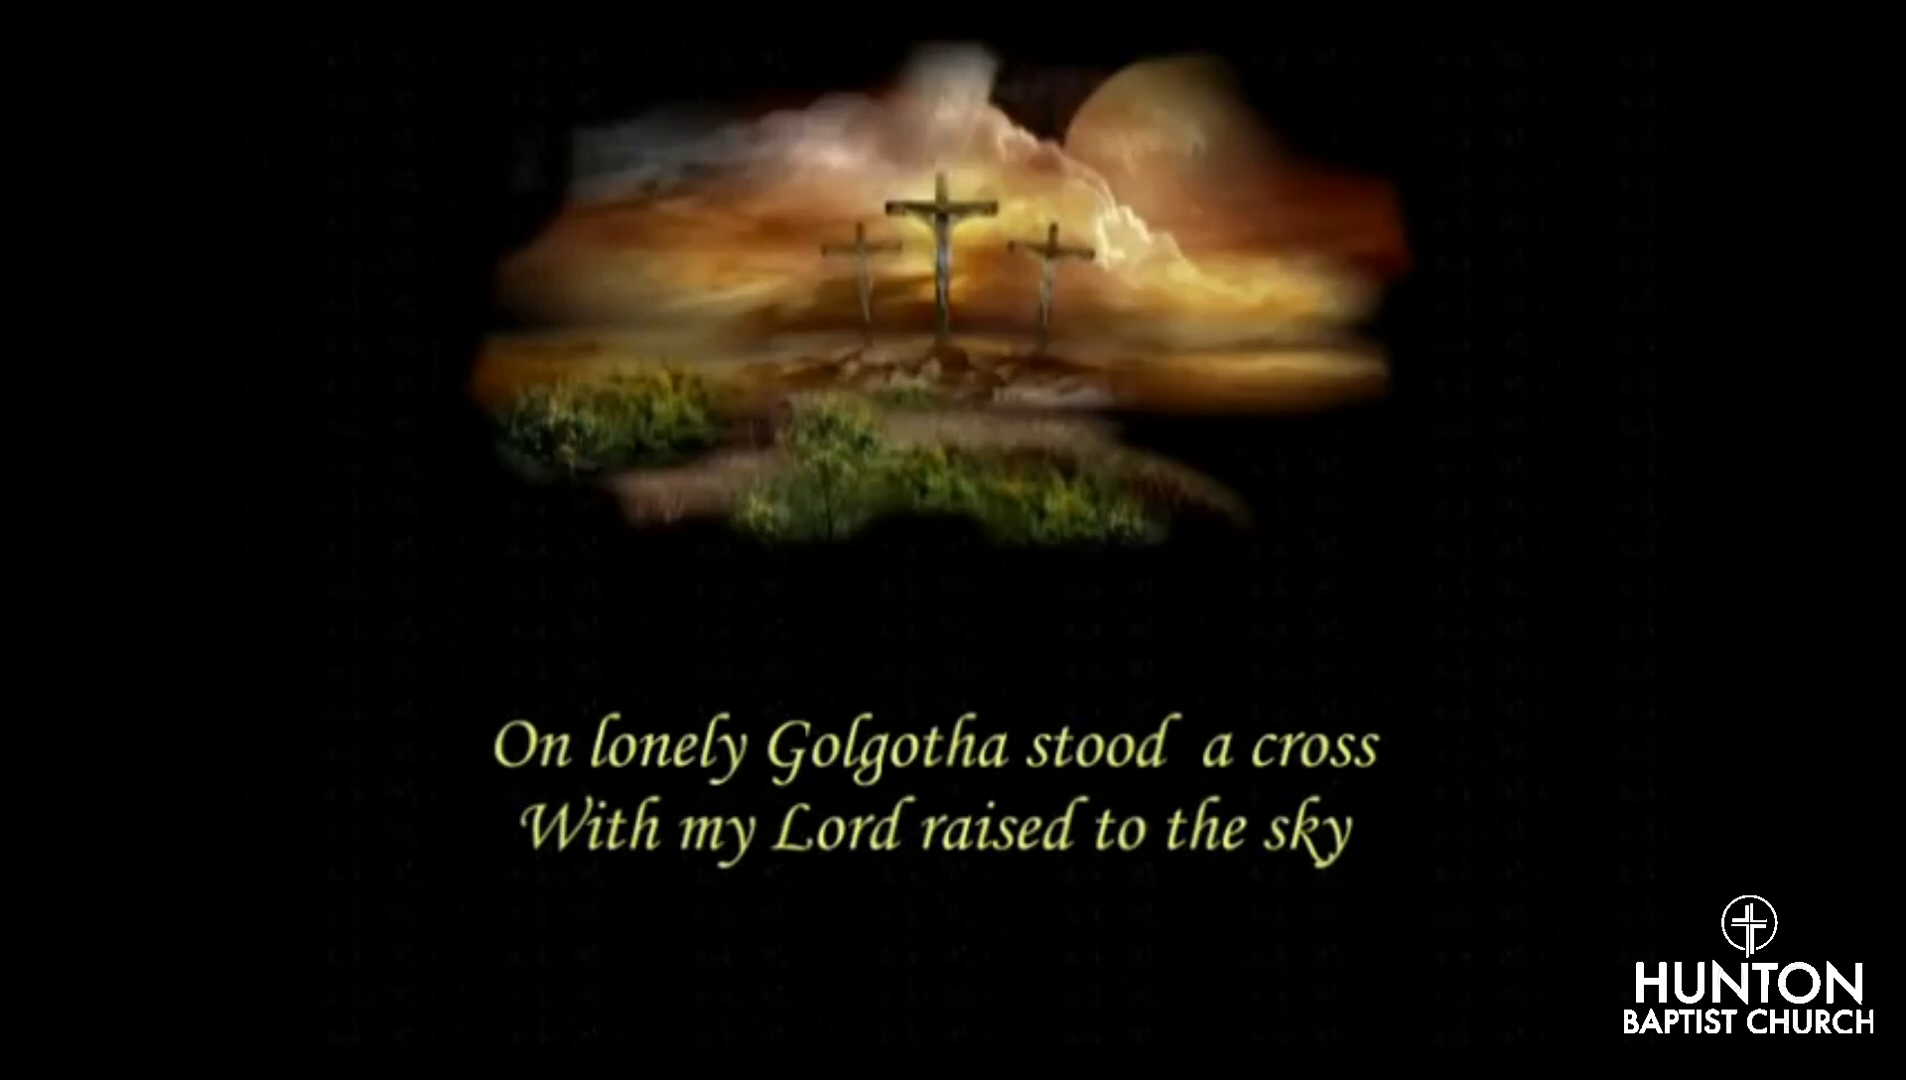 On lonely Golgotha stood a cross
With my Lord raised to the sky
HUNTON
BAPTIST CHURCH